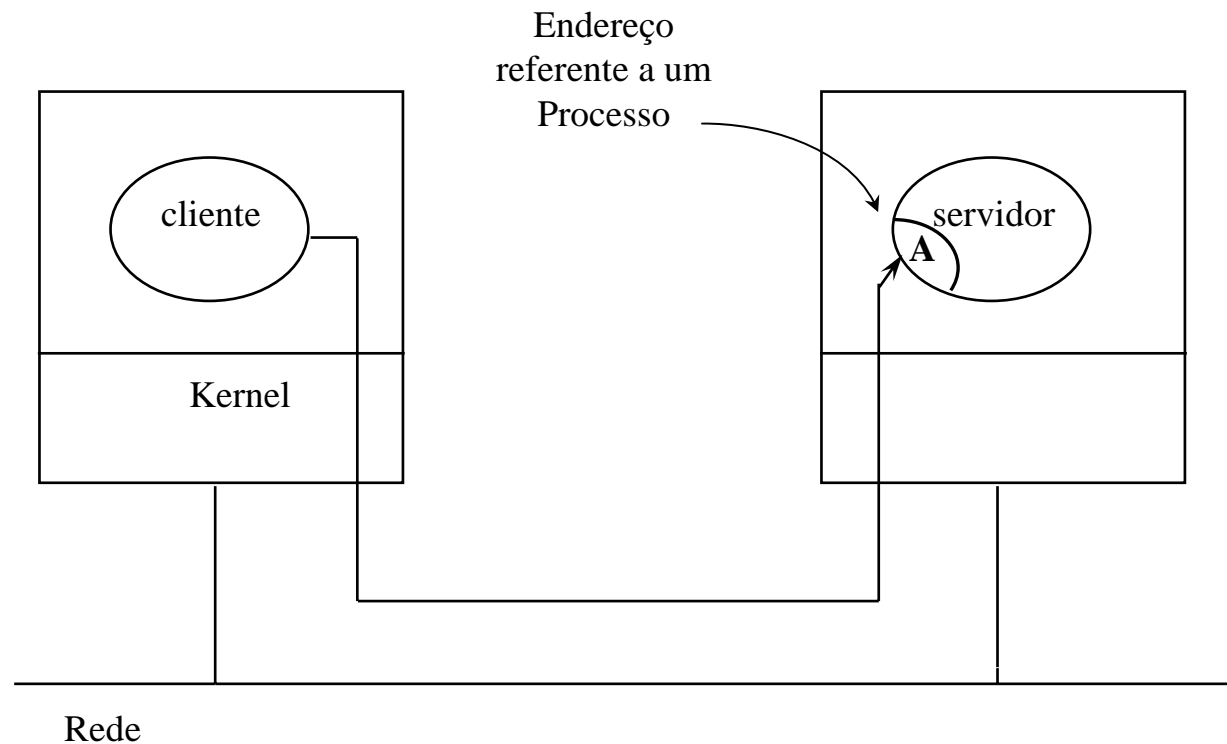 Endereço
referente a um
Processo
cliente
servidor
A
Kernel
Rede